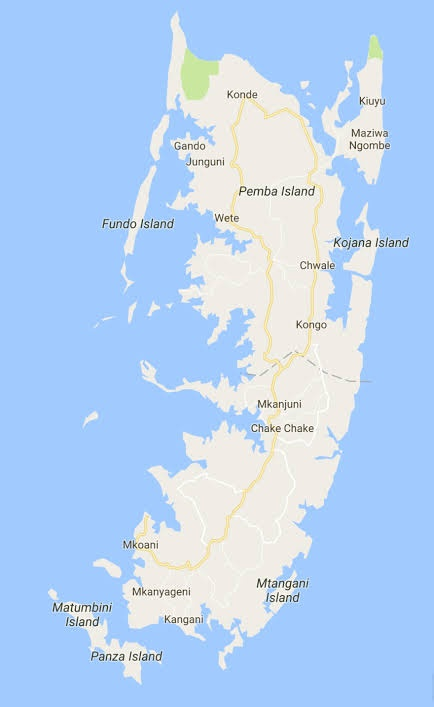 Konde
Kiuyu
Maziwa
Ngombe
Gando
Junguni
Pemba Island
Wete
Fundo Island
Kojana Island
Chwale
Kongo
Mkanjuni
Chake Chake
Mkoani
Mtangani
Island
Mkanyageni
Matumbini
Island
Kangani
Panza Island